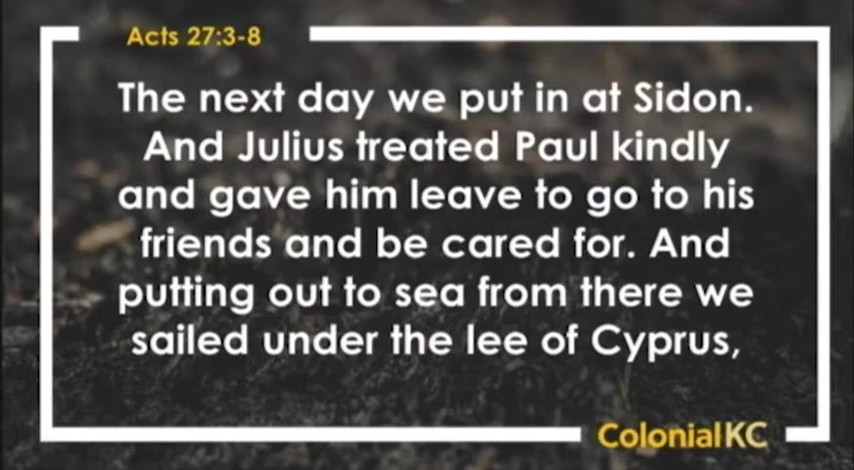 Acts 27:3-8
The next day we put in at Sidon.
And Julius treated Paul kindly
and gave him leave to go to his
friends and be cared for. And
putting out to sea from there we
sailed under the lee of Cyprus,
ColonialKC